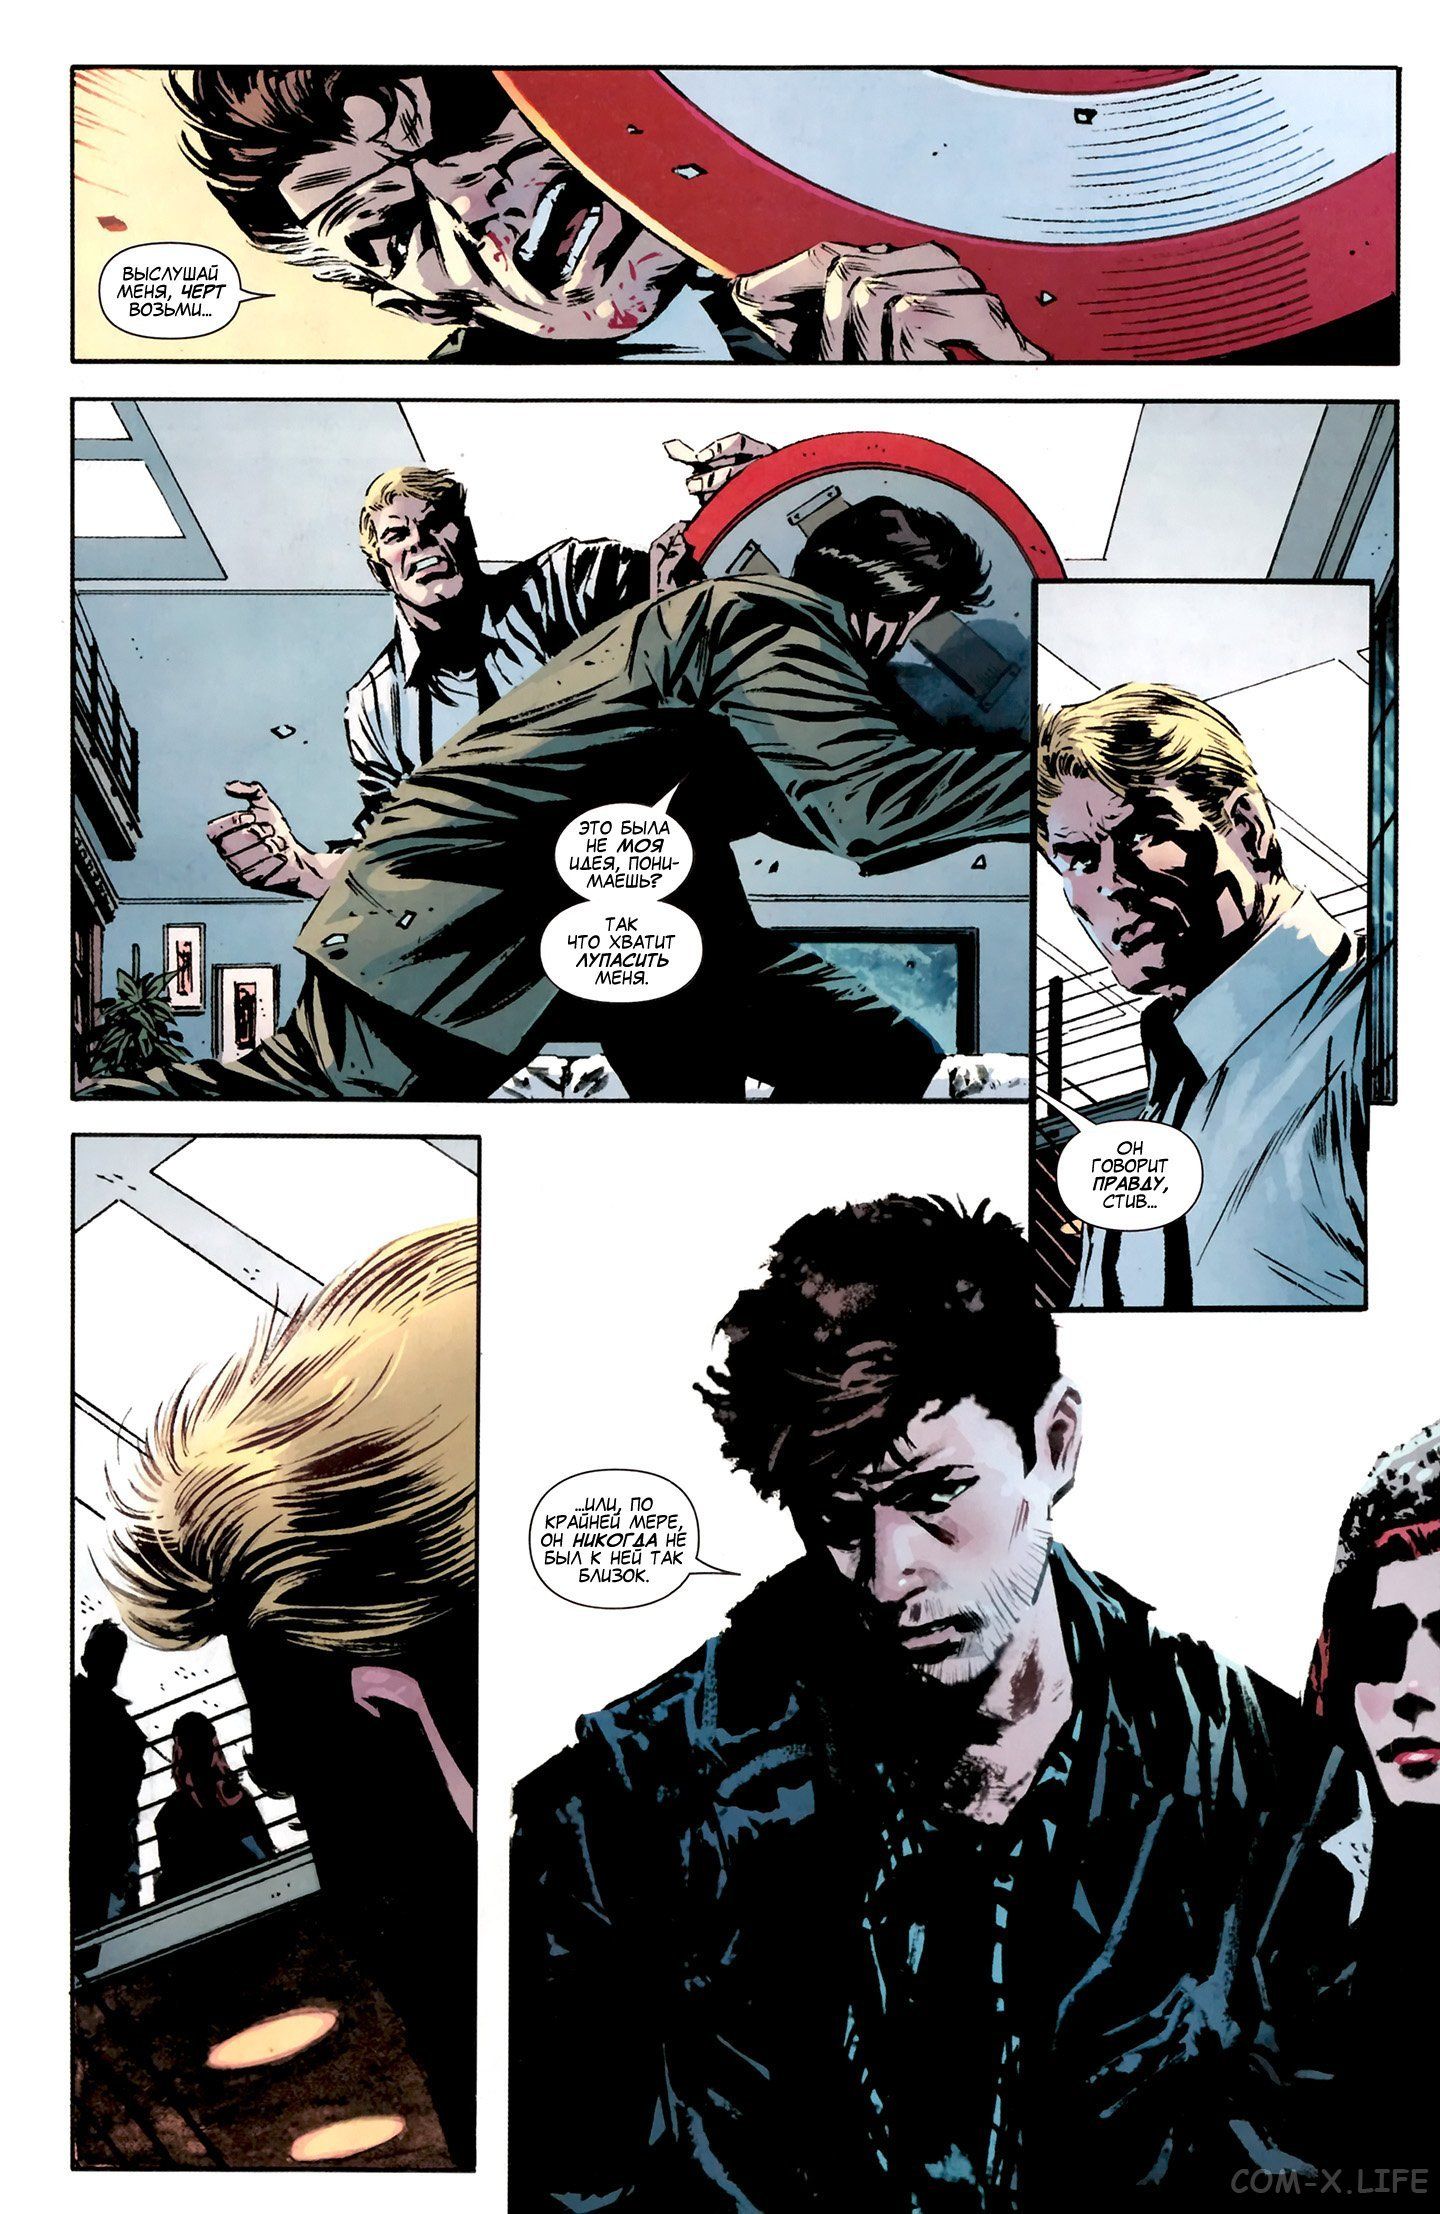 ВЫСЛУШАЙ
МЕНЯ, ЧЕРТ
ВОЗЬМИ...
ЭТО БЫЛА
НЕ МОЯ
ИДЕЯ, ПОНИ-
МАЕШЬ?
ТАК
ЧТО ХВАТИТ
ЛУПАСИТЬ
МЕНЯ.
ОН
ГОВОРИТ
ПРАВДУ,
СТИВ...
...ИЛИ, ПО
КРАЙНЕЙ МЕРЕ,
ОН НИКОГДА НЕ
БЫЛ К НЕЙ ТАК
БЛИЗОК.
COM-X.LIFE